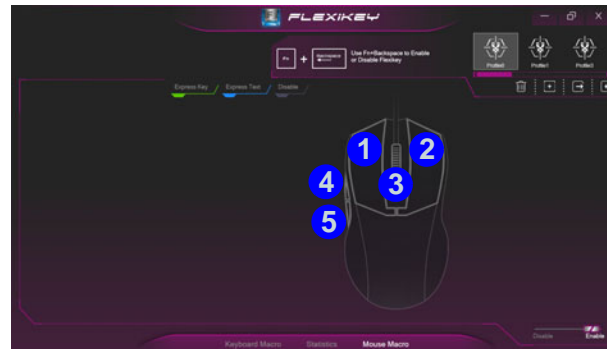 FLEXIKEY
Fn + Backspace Use Fn+Backspace to Enable
or Disable Flexikey
Profile0 Profile1
Express Key Express Text Disable
1 2
3
4
5
Disable Enable
Keyboard Macro Statistics Mouse Macro